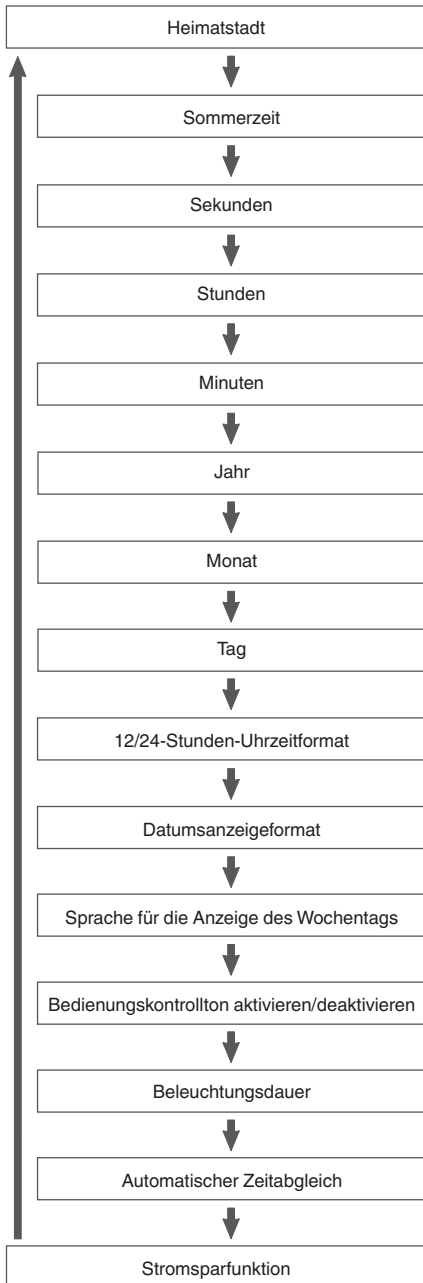 Heimatstadt
Sommerzeit
Sekunden
Stunden
Minuten
Jahr
Monat
Tag
12/24-Stunden-Uhrzeitformat
Datumsanzeigeformat
Sprache für die Anzeige des Wochentags
Bedienungskontrollton aktivieren/deaktivieren
Beleuchtungsdauer
Automatischer Zeitabgleich
Stromsparfunktion